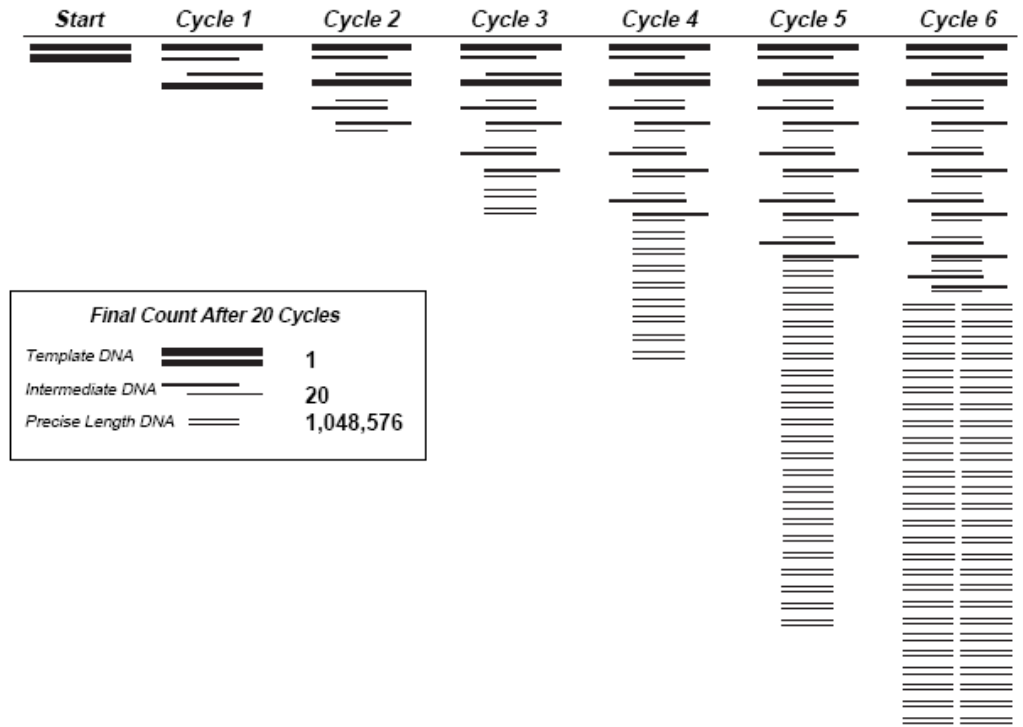 Start Cycle 1 Cycle 2 Cycle 3 Cycle 4 Cycle 5 Cycle 6
Final Count After 20 Cycles
Template DNA 1
Intermediate DNA 20
Precise Length DNA 1,048,576